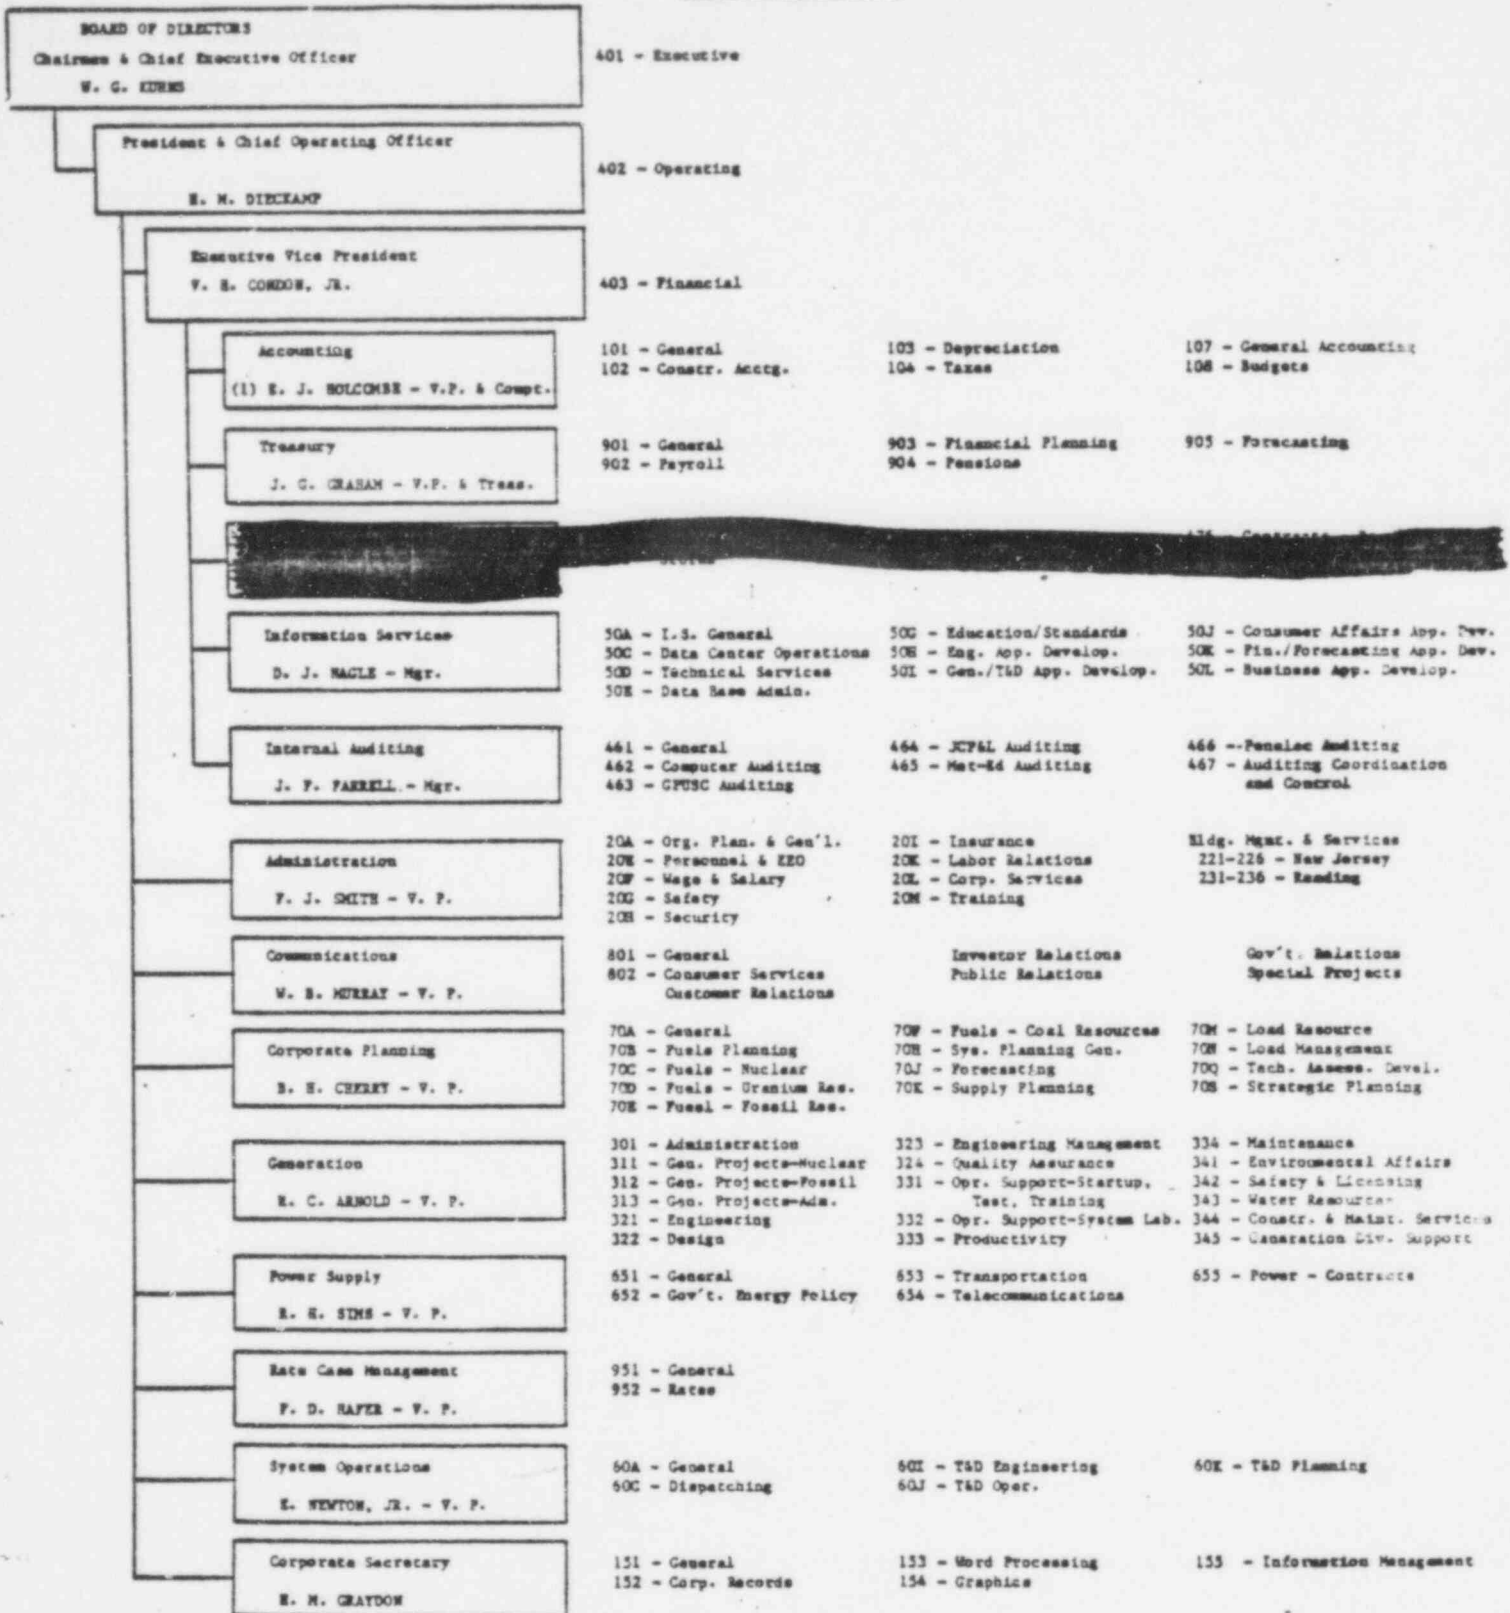 BOARD OF DIRECTORS
Chairman & Chief Executive Officer
W. G. KUHNS
401 - Executive
President & Chief Operating Officer
H. M. DIECKAMP
402 - Operating
Executive Vice President
V. H. CONDON, JR.
403 - Financial
Accounting
(1) E. J. HOLCOMBE - V.P. & Compt.
101 - General
102 - Constr. Acctg.
103 - Depreciation
104 - Taxes
107 - General Accounting
108 - Budgets
Treasury
J. G. GRAHAM - V.P. & Treas.
901 - General
902 - Payroll
903 - Financial Planning
904 - Pensions
905 - Forecasting
Information Services
D. J. NAGLE - Mgr.
50A - I.S. General
50C - Data Center Operations
50D - Technical Services
50E - Data Base Admin.
50G - Education/Standards
50H - Eng. App. Develop.
50I - Gen./T&D App. Develop.
50J - Consumer Affairs App. Dev.
50K - Fin./Forecasting App. Dev.
50L - Business App. Develop.
Internal Auditing
J. F. FARRELL - Mgr.
461 - General
462 - Computer Auditing
463 - GPUSC Auditing
464 - JCP&L Auditing
465 - Met-Ed Auditing
466 - Penelec Auditing
467 - Auditing Coordination
and Control
Administration
F. J. SMITH - V. P.
20A - Org. Plan. & Gen'l.
20E - Personnel & EEO
20F - Wage & Salary
20G - Safety
20H - Security
20I - Insurance
20K - Labor Relations
20L - Corp. Services
20M - Training
Bldg. Mgmt. & Services
221-226 - New Jersey
231-236 - Reading
Communications
W. B. MURRAY - V. P.
801 - General
802 - Consumer Services
Customer Relations
Investor Relations
Public Relations
Gov't. Relations
Special Projects
Corporate Planning
B. H. CHERRY - V. P.
70A - General
70B - Fuels Planning
70C - Fuels - Nuclear
70D - Fuels - Uranium Res.
70E - Fuesl - Fossil Res.
70F - Fuels - Coal Resources
70H - Sys. Planning Gen.
70J - Forecasting
70K - Supply Planning
70M - Load Resource
70N - Load Management
70Q - Tech. Assess. Devel.
70S - Strategic Planning
Generation
R. C. ARNOLD - V. P.
301 - Administration
311 - Gen. Projects-Nuclear
312 - Gen. Projects-Fossil
313 - Gen. Projects-Adm.
321 - Engineering
322 - Design
323 - Engineering Management
324 - Quality Assurance
331 - Opr. Support-Startup,
Test, Training
332 - Opr. Support-System Lab.
333 - Productivity
334 - Maintenance
341 - Environmental Affairs
342 - Safety & Licensing
343 - Water Resources
344 - Constr. & Maint. Services
345 - Generation Div. Support
Power Supply
R. H. SIMS - V. P.
651 - General
652 - Gov't. Energy Policy
653 - Transportation
654 - Telecommunications
655 - Power - Contracts
Rate Case Management
F. D. HAFER - V. P.
951 - General
952 - Rates
System Operations
E. NEWTON, JR. - V. P.
60A - General
60C - Dispatching
60I - T&D Engineering
60J - T&D Oper.
60K - T&D Planning
Corporate Secretary
H. M. GRAYDON
151 - General
152 - Corp. Records
153 - Word Processing
154 - Graphics
155 - Information Management